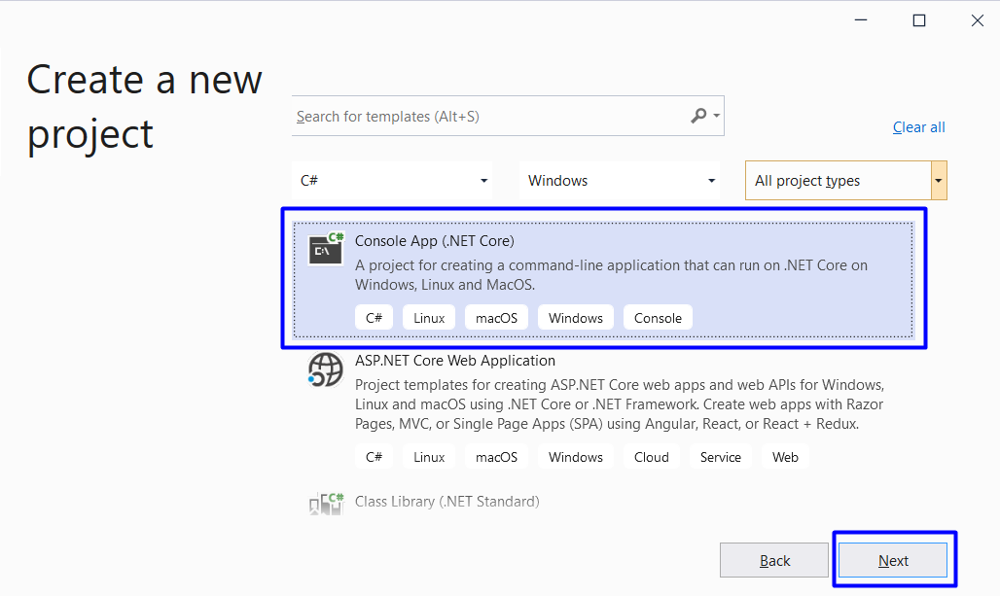 Create a new
project
Search for templates (Alt+S)
Clear all
C#
Windows
All project types
C#
C:\
Console App (.NET Core)
A project for creating a command-line application that can run on .NET Core on
Windows, Linux and MacOS.
C# Linux macOS Windows Console
ASP.NET Core Web Application
Project templates for creating ASP.NET Core web apps and web APIs for Windows,
Linux and macOS using .NET Core or .NET Framework. Create web apps with Razor
Pages, MVC, or Single Page Apps (SPA) using Angular, React, or React + Redux.
C# Linux macOS Windows Cloud Service Web
C#
Class Library (.NET Standard)
Back
Next